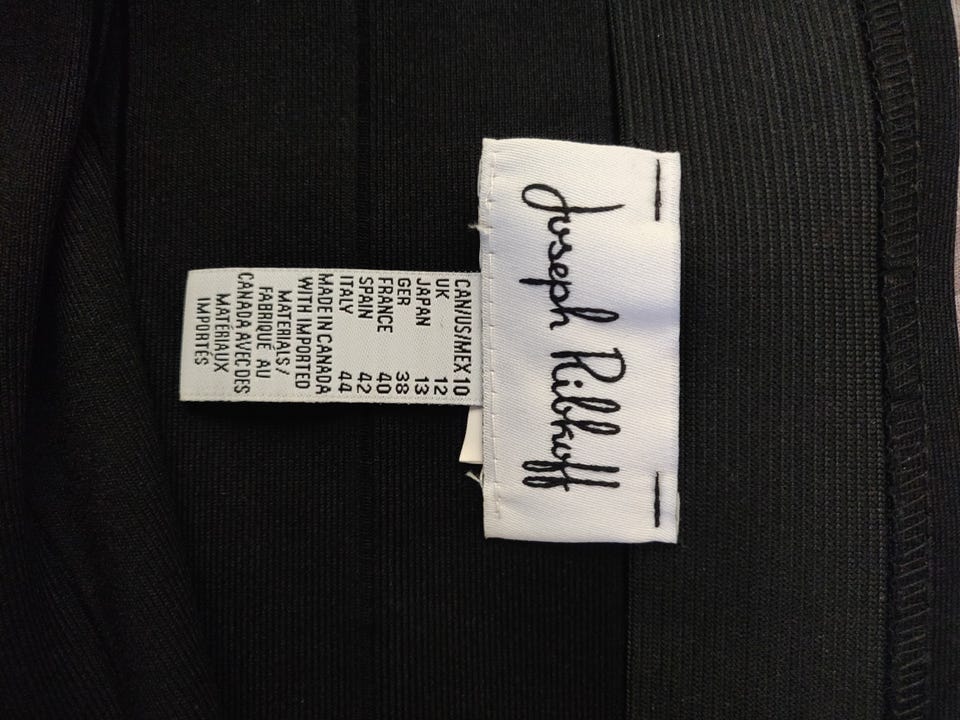 Joseph Ribkoff
CAN/US/MEX 10
UK 12
JAPAN 13
GER 38
FRANCE 40
SPAIN 42
ITALY 44
MADE IN CANADA
WITH IMPORTED
MATERIALS /
FABRIQUÉ AU
CANADA AVEC DES
MATÉRIAUX
IMPORTÉS